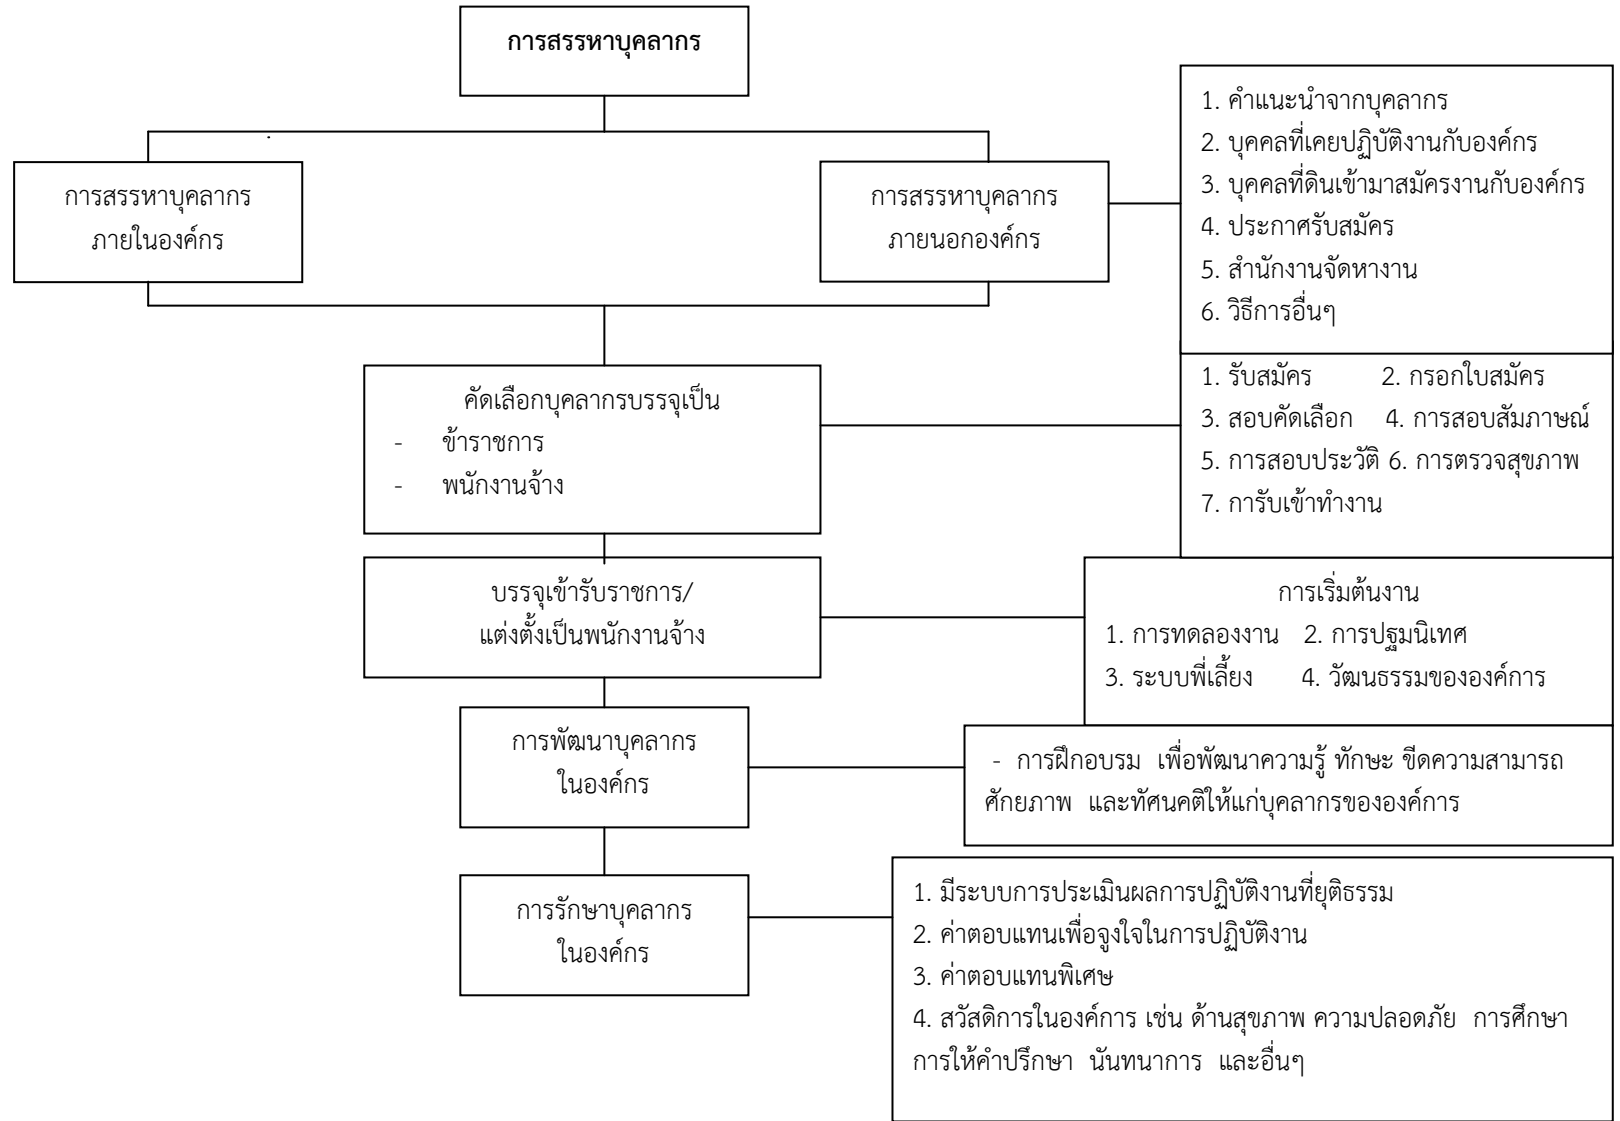 การสรรหาบุคลากร
การสรรหาบุคลากร
ภายในองค์กร
การสรรหาบุคลากร
ภายนอกองค์กร
1. คำแนะนำจากบุคลากร
2. บุคคลที่เคยปฏิบัติงานกับองค์กร
3. บุคคลที่ดินเข้ามาสมัครงานกับองค์กร
4. ประกาศรับสมัคร
5. สำนักงานจัดหางาน
6. วิธีการอื่นๆ
คัดเลือกบุคลากรบรรจุเป็น
- ข้าราชการ
- พนักงานจ้าง
1. รับสมัคร 2. กรอกใบสมัคร
3. สอบคัดเลือก 4. การสอบสัมภาษณ์
5. การสอบประวัติ 6. การตรวจสุขภาพ
7. การับเข้าทำงาน
บรรจุเข้ารับราชการ/
แต่งตั้งเป็นพนักงานจ้าง
การเริ่มต้นงาน
1. การทดลองงาน 2. การปฐมนิเทศ
3. ระบบพี่เลี้ยง 4. วัฒนธรรมขององค์การ
การพัฒนาบุคลากร
ในองค์กร
- การฝึกอบรม เพื่อพัฒนาความรู้ ทักษะ ขีดความสามารถ
ศักยภาพ และทัศนคติให้แก่บุคลากรขององค์การ
การรักษาบุคลากร
ในองค์กร
1. มีระบบการประเมินผลการปฏิบัติงานที่ยุติธรรม
2. ค่าตอบแทนเพื่อจูงใจในการปฏิบัติงาน
3. ค่าตอบแทนพิเศษ
4. สวัสดิการในองค์การ เช่น ด้านสุขภาพ ความปลอดภัย การศึกษา
การให้คำปรึกษา นันทนาการ และอื่นๆ